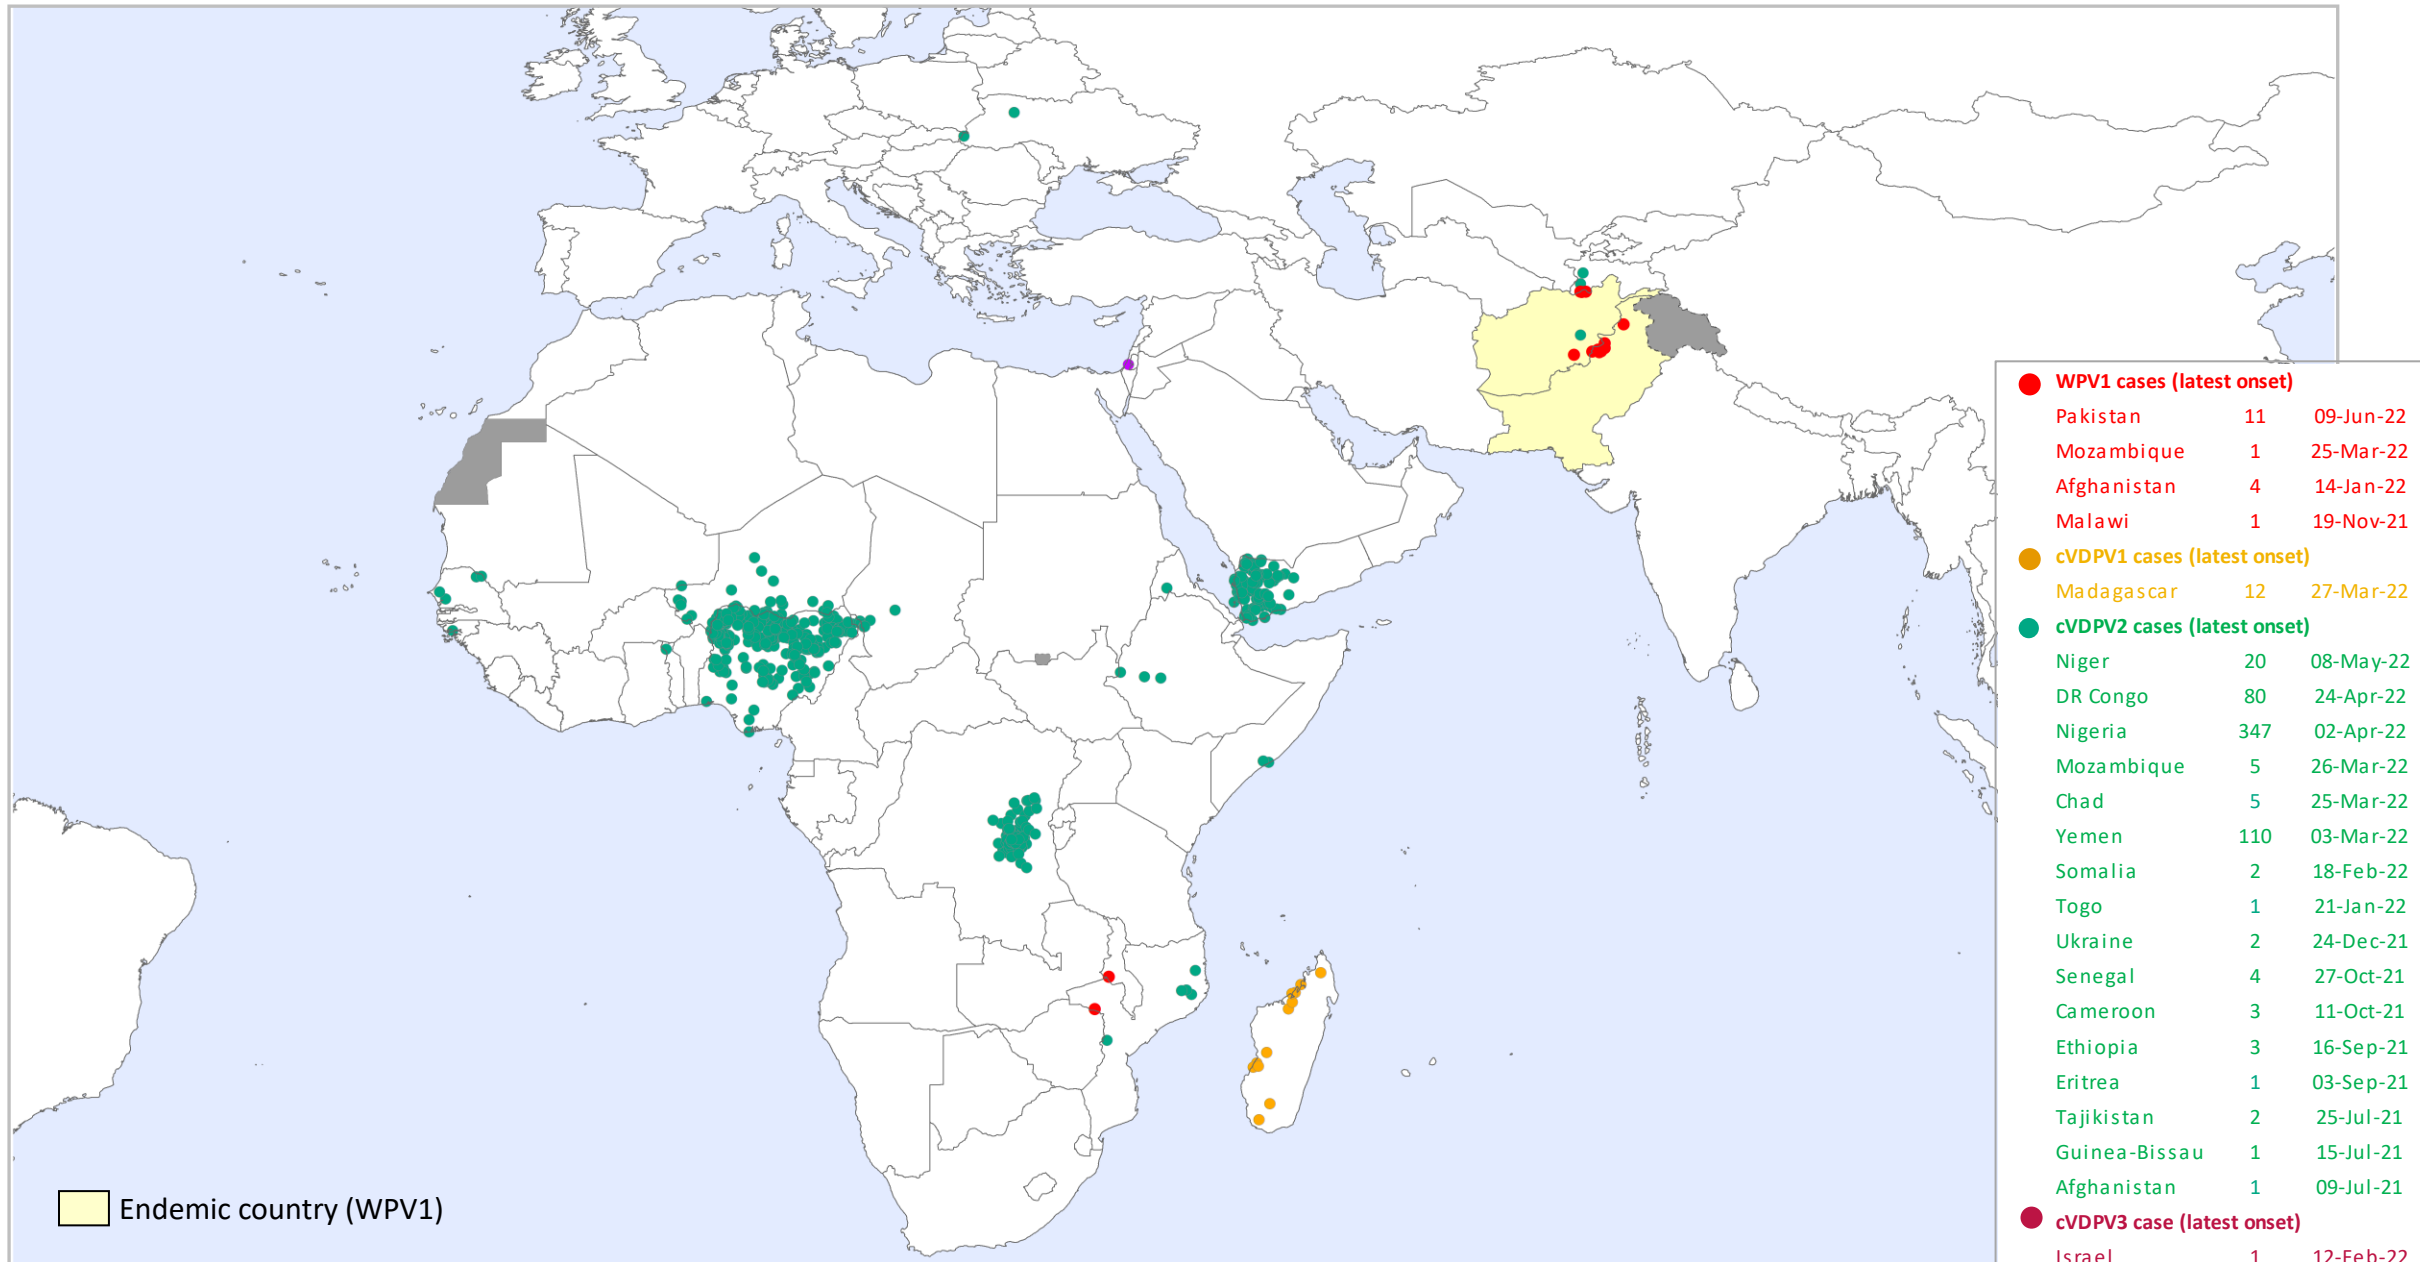 WPV1 cases (latest onset)
Pakistan 11 09-Jun-22
Mozambique 1 25-Mar-22
Afghanistan 4 14-Jan-22
Malawi 1 19-Nov-21
cVDPV1 cases (latest onset)
Madagascar 12 27-Mar-22
cVDPV2 cases (latest onset)
Niger 20 08-May-22
DR Congo 80 24-Apr-22
Nigeria 347 02-Apr-22
Mozambique 5 26-Mar-22
Chad 5 25-Mar-22
Yemen 110 03-Mar-22
Somalia 2 18-Feb-22
Togo 1 21-Jan-22
Ukraine 2 24-Dec-21
Senegal 4 27-Oct-21
Cameroon 3 11-Oct-21
Ethiopia 3 16-Sep-21
Eritrea 1 03-Sep-21
Tajikistan 2 25-Jul-21
Guinea-Bissau 1 15-Jul-21
Afghanistan 1 09-Jul-21
cVDPV3 case (latest onset)
Israel 1 12-Feb-22
Endemic country (WPV1)